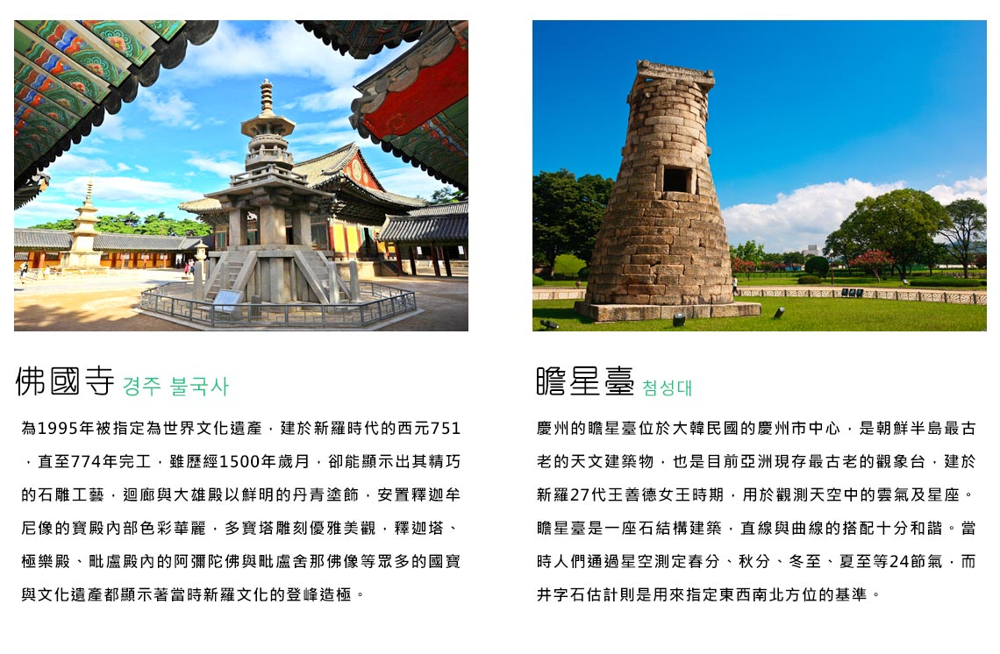 佛國寺 경주 불국사
為1995年被指定為世界文化遺產，建於新羅時代的西元751
，直至774年完工，雖歷經1500年歲月，卻能顯示出其精巧
的石雕工藝，迴廊與大雄殿以鮮明的丹青塗飾，安置釋迦牟
尼像的寶殿內部色彩華麗，多寶塔雕刻優雅美觀，釋迦塔、
極樂殿、毗盧殿內的阿彌陀佛與毗盧舍那佛像等眾多的國寶
與文化遺產都顯示著當時新羅文化的登峰造極。
瞻星臺 첨성대
慶州的瞻星臺位於大韓民國的慶州市中心，是朝鮮半島最古
老的天文建築物，也是目前亞洲現存最古老的觀象台，建於
新羅27代王善德女王時期，用於觀測天空中的雲氣及星座。
瞻星臺是一座石結構建築，直線與曲線的搭配十分和諧。當
時人們通過星空測定春分、秋分、冬至、夏至等24節氣，而
井字石估計則是用來指定東西南北方位的基準。